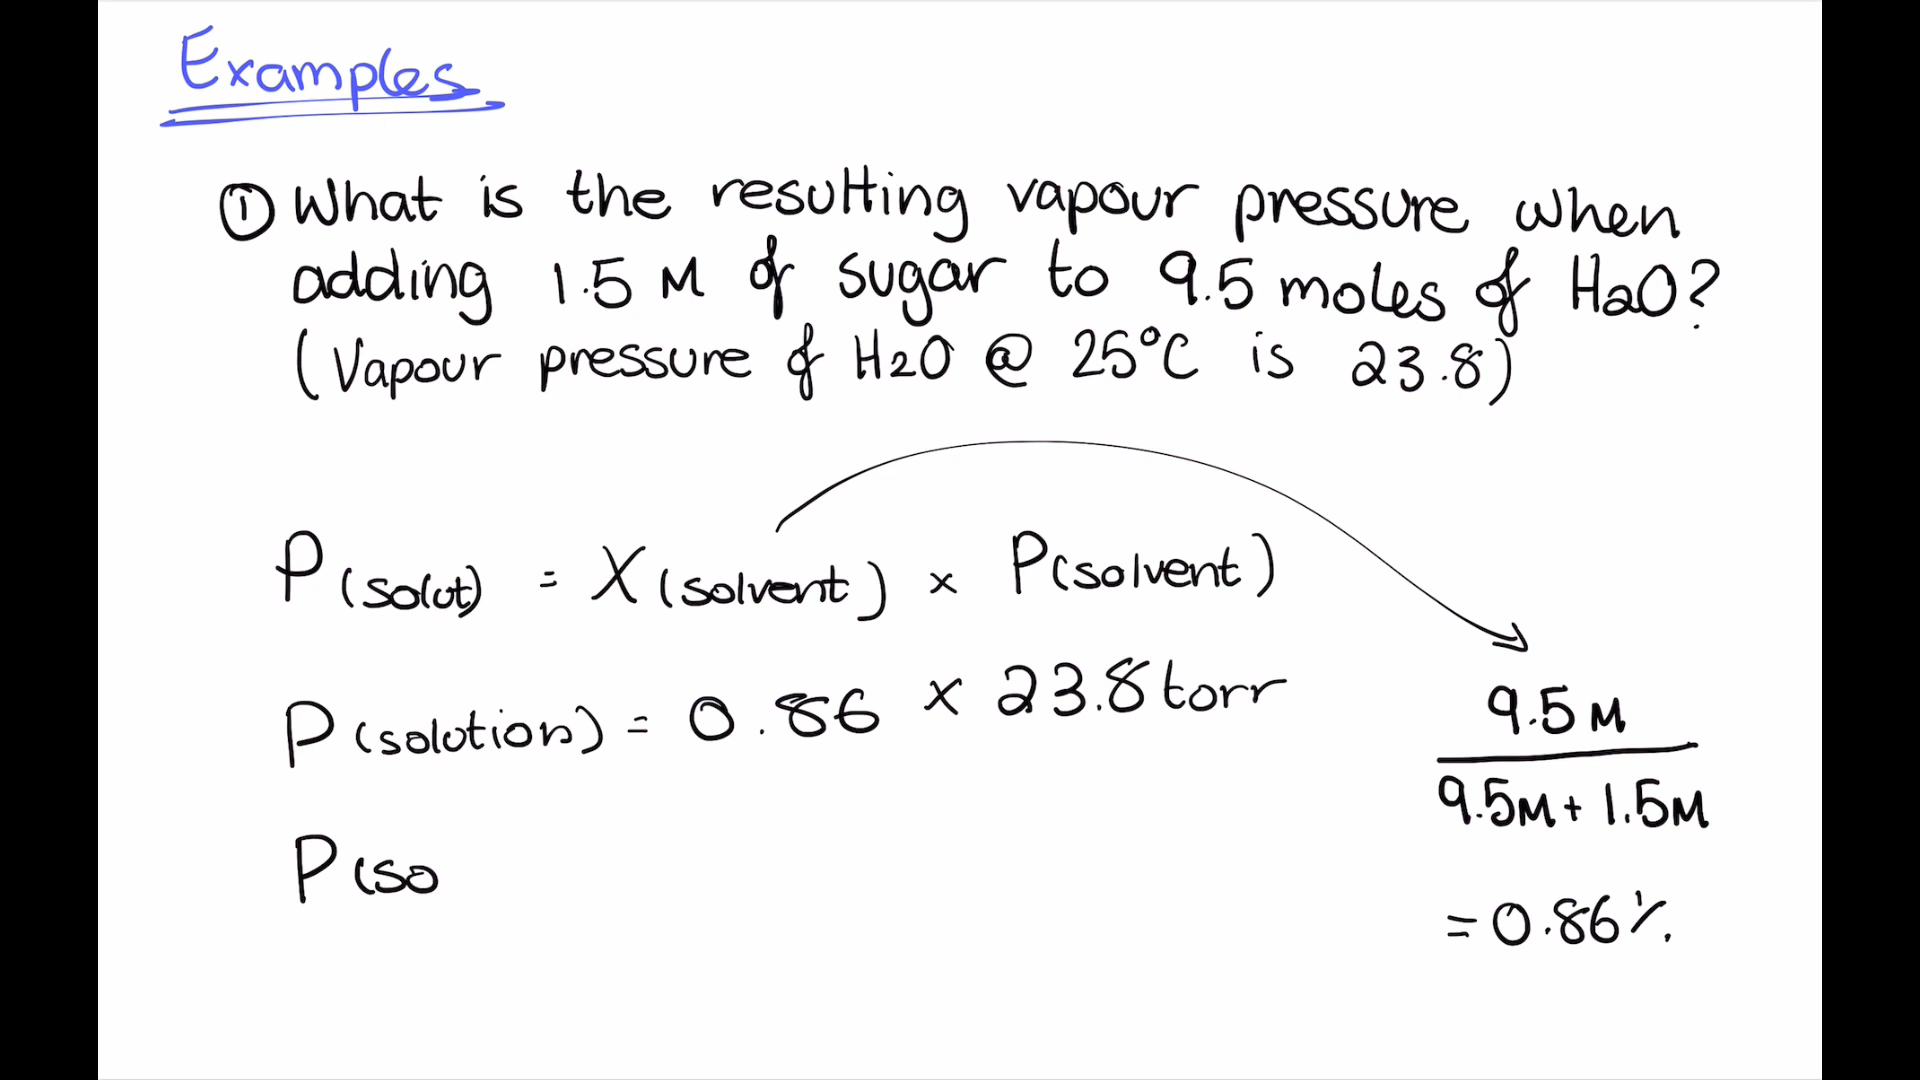 Examples
① What is the resulting vapour pressure when
adding 1.5 M of sugar to 9.5 moles of H2O?
(Vapour pressure of H2O @ 25°C is 23.8)
P(solut) = X(solvent) × P(solvent)
P(solution) = 0.86 × 23.8 torr
9.5 M
9.5M + 1.5M
P(so
= 0.86%